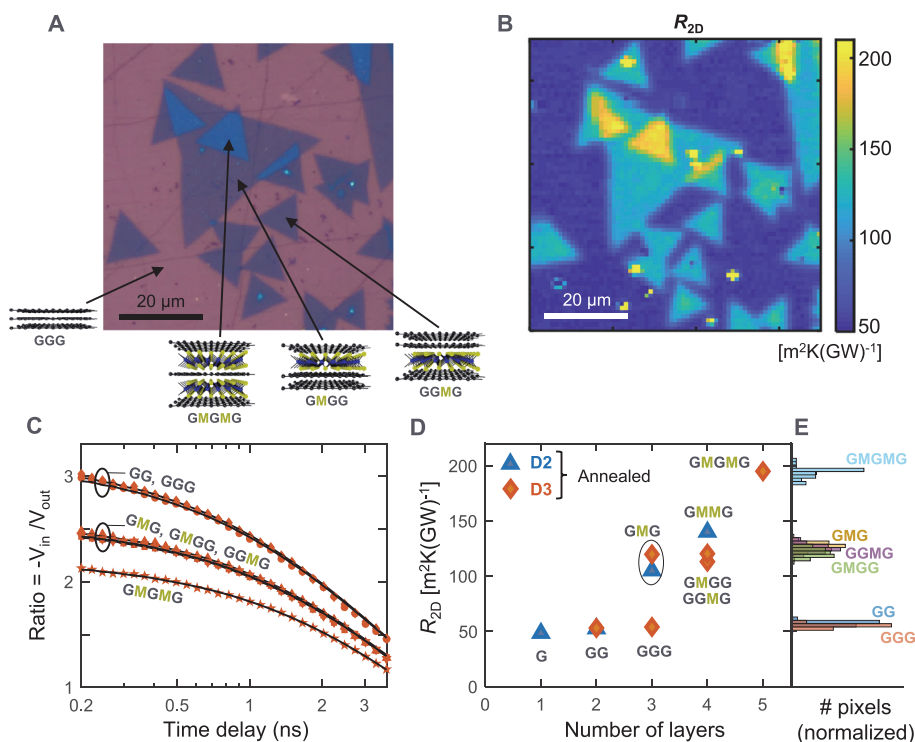 A
20 µm
GGG
GMGMG
GMGG
GGMG
B
R2D
20 µm
200
150
100
50
[m²K(GW)⁻¹]
C
GG, GGG
GMG, GMGG, GGMG
GMGMG
3
2
1
Ratio = -Vin/Vout
0.2
0.5
1
2
3
Time delay (ns)
D
D2
D3
Annealed
GMGMG
GMG
GMMG
GMGG
GGMG
G
GG
GGG
200
150
100
50
0
R2D [m²K(GW)⁻¹]
0
1
2
3
4
5
Number of layers
E
GMGMG
GMG
GGMG
GMGG
GG
GGG
# pixels
(normalized)